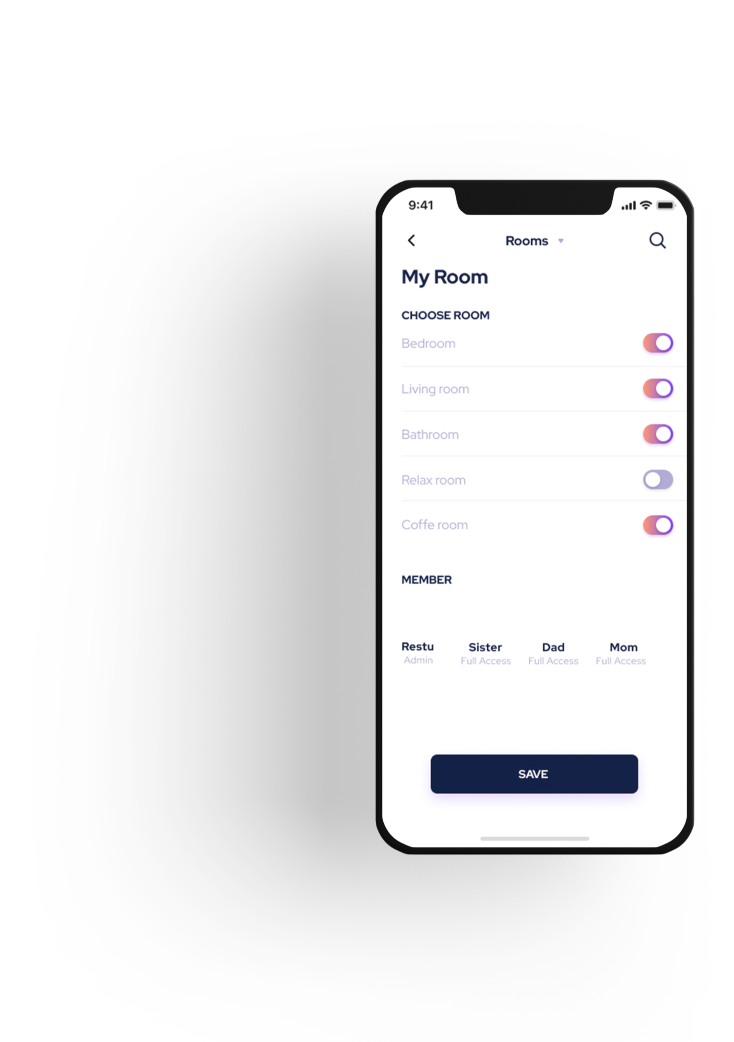 9:41
Rooms
My Room
CHOOSE ROOM
Bedroom
Living room
Bathroom
Relax room
Coffe room
MEMBER
Restu Sister Dad Mom
Admin Full Access Full Access Full Access
SAVE